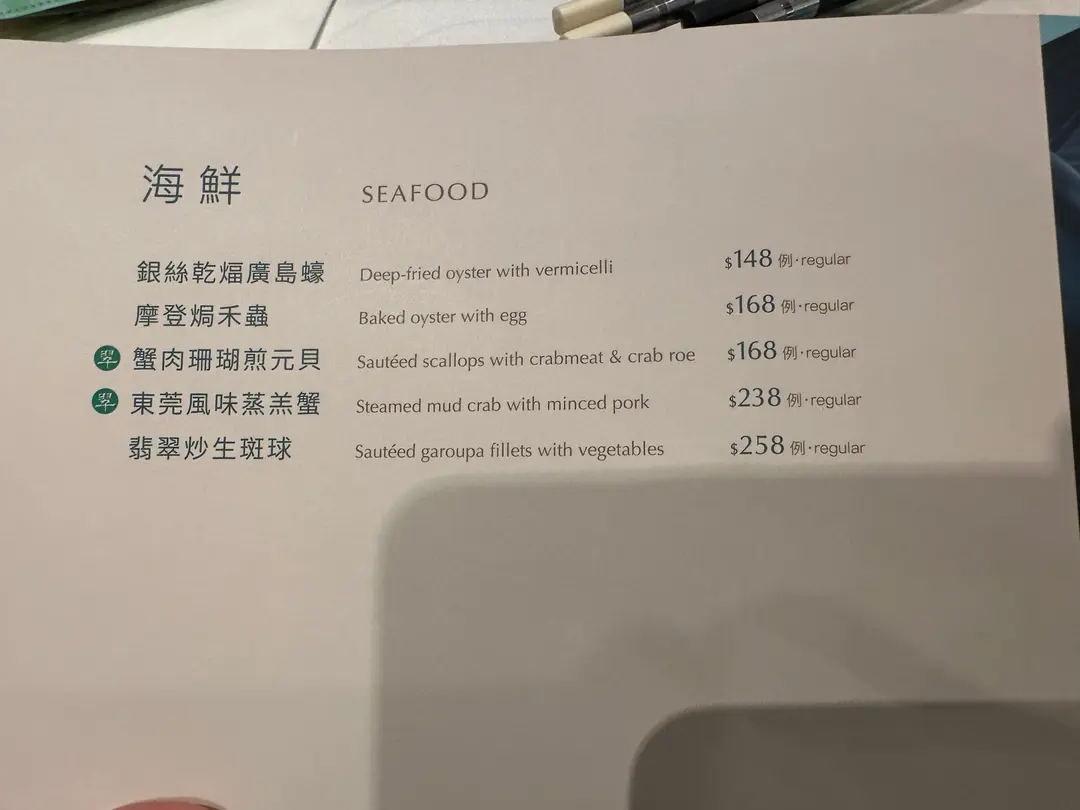 海鮮 SEAFOOD
銀絲乾煏廣島蠔 Deep-fried oyster with vermicelli $148 例·regular
摩登焗禾蟲 Baked oyster with egg $168 例·regular
翠 蟹肉珊瑚煎元貝 Sautéed scallops with crabmeat & crab roe $168 例·regular
翠 東莞風味蒸羔蟹 Steamed mud crab with minced pork $238 例·regular
翡翠炒生斑球 Sautéed garoupa fillets with vegetables $258 例·regular